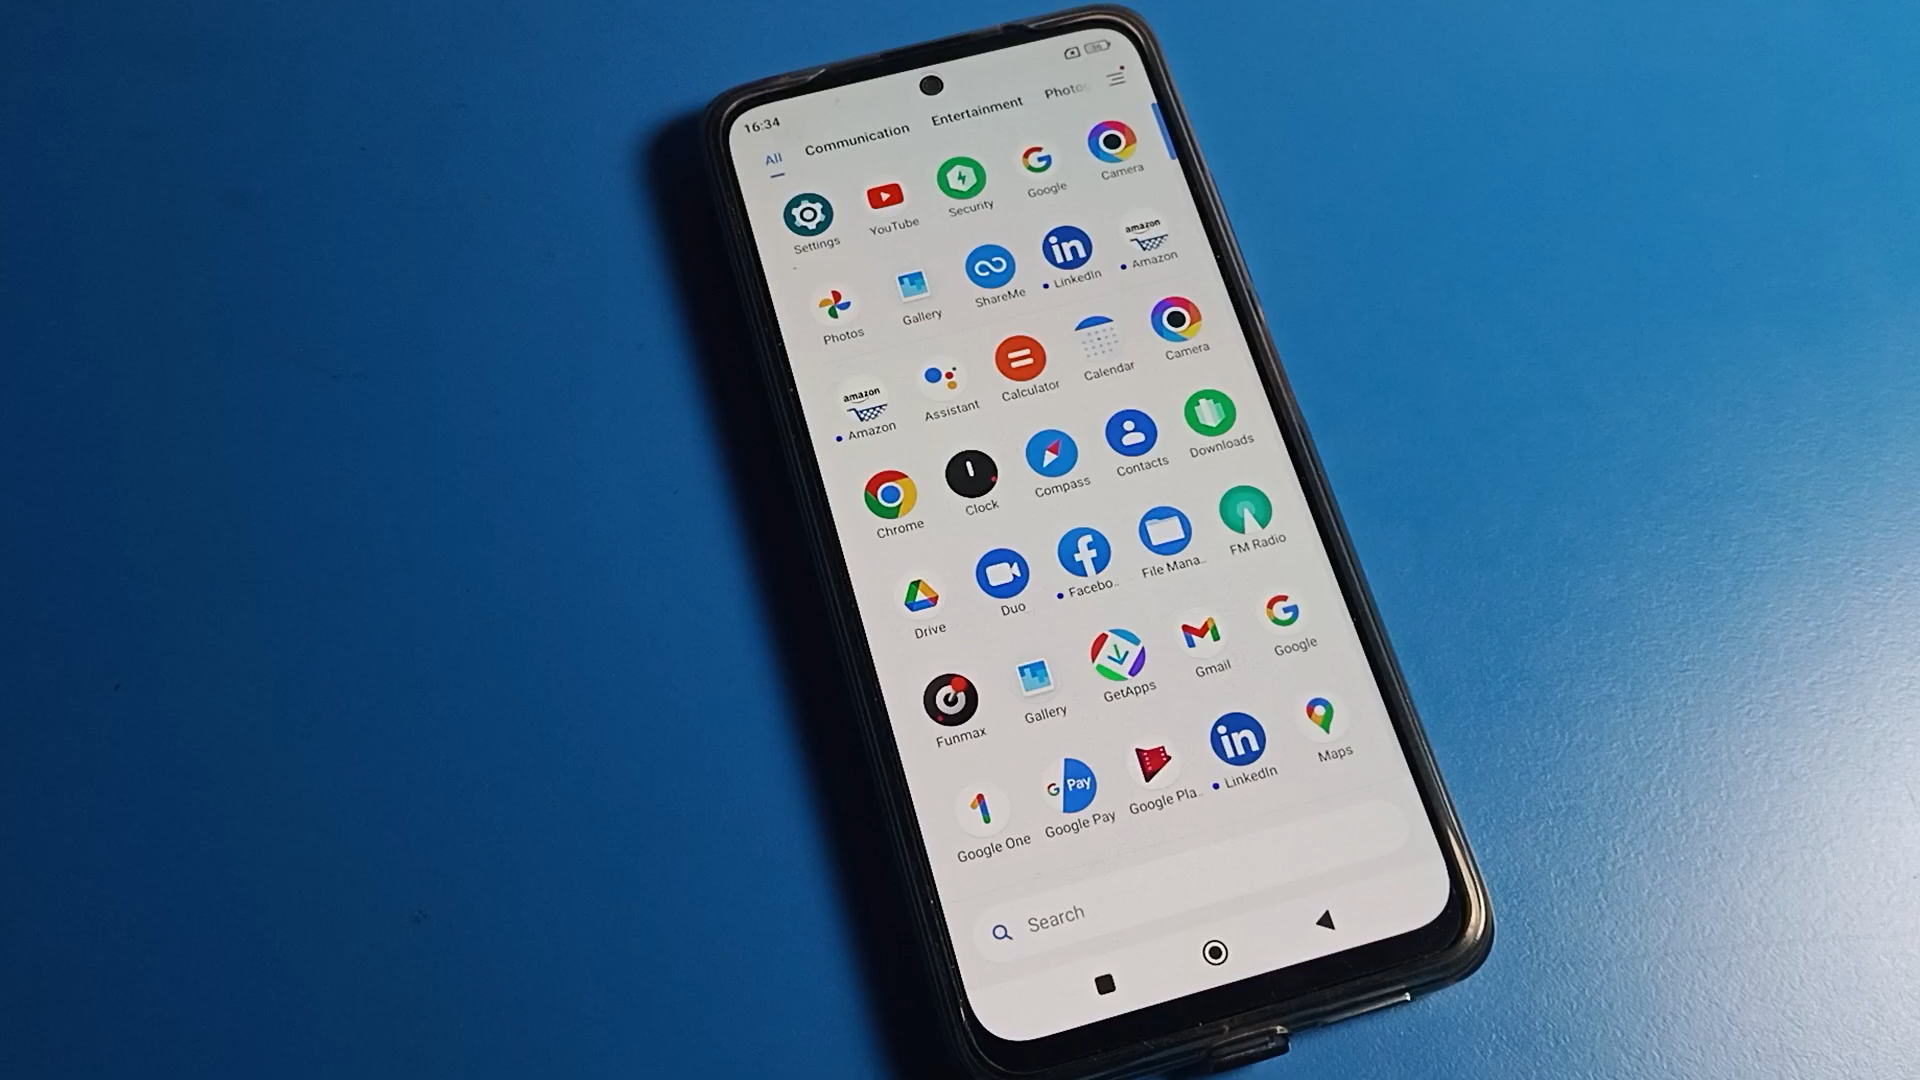 16:34
All Communication Entertainment Photo
Settings YouTube Security Google Camera
amazon
Photos Gallery ShareMe LinkedIn Amazon
amazon
Amazon Assistant Calculator Calendar Camera
Chrome Clock Compass Contacts Downloads
Drive Duo Facebo.. File Mana.. FM Radio
Funmax Gallery GetApps Gmail Google
G Pay
Google One Google Pay Google Pla.. LinkedIn Maps
Search